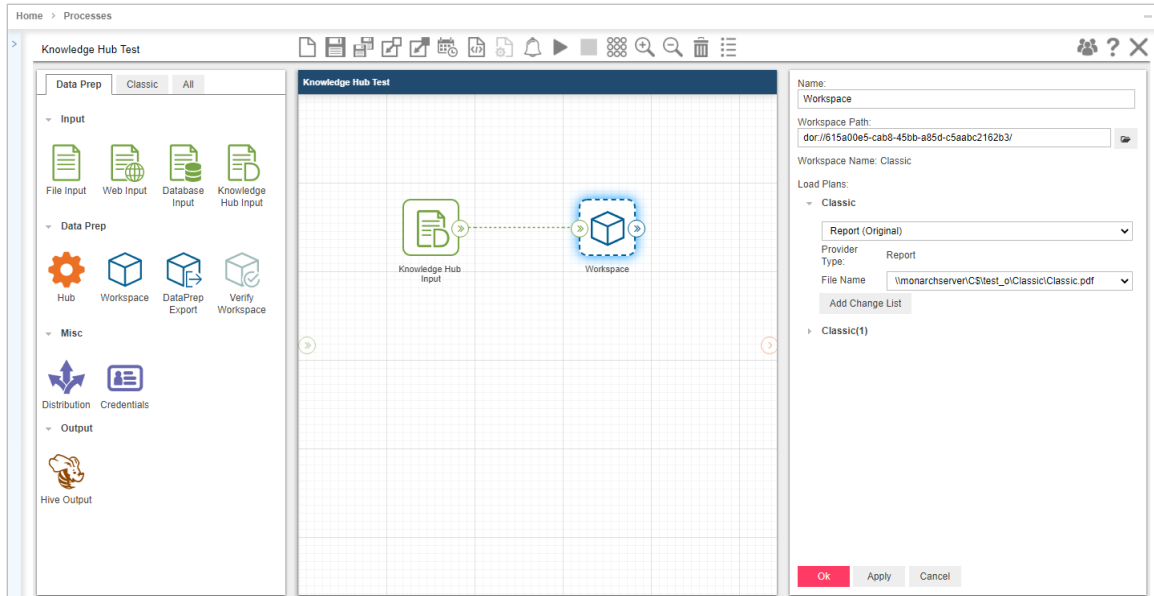 Home > Processes
Knowledge Hub Test
Data Prep
Classic
All
Input
File Input
Web Input
Database
Input
Knowledge
Hub Input
Data Prep
Hub
Workspace
DataPrep
Export
Verify
Workspace
Misc
Distribution
Credentials
Output
Hive Output
Knowledge Hub Test
Knowledge Hub
Input
Workspace
Name:
Workspace
Workspace Path:
dor://615a00e5-cab8-45bb-a85d-c5aabc2162b3/
Workspace Name: Classic
Load Plans:
Classic
Report (Original)
Provider
Type:
Report
File Name
\\monarchserver\C$\test_o\Classic\Classic.pdf
Add Change List
Classic(1)
Ok
Apply
Cancel